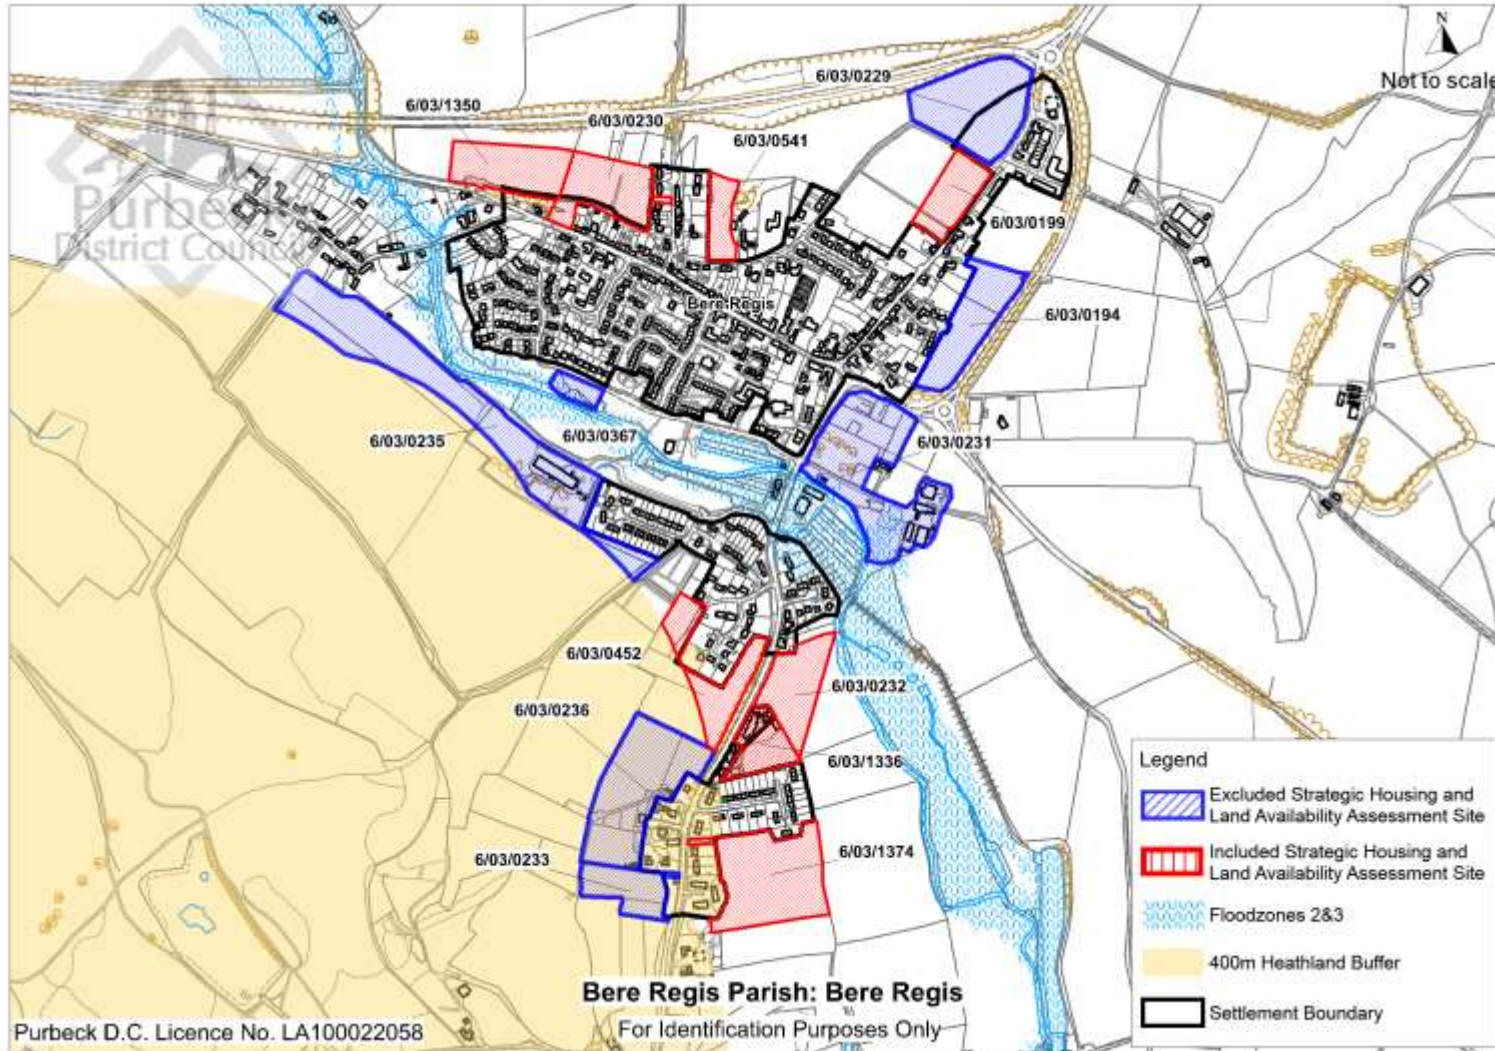 N
Not to scale
6/03/0229
6/03/1350
6/03/0230
6/03/0541
Purbeck
District Council
6/03/0199
Bere Regis
6/03/0194
6/03/0235
6/03/0367
6/03/0231
6/03/0452
6/03/0232
6/03/0236
6/03/1336
6/03/0233
6/03/1374
Legend
Excluded Strategic Housing and
Land Availability Assessment Site
Included Strategic Housing and
Land Availability Assessment Site
Floodzones 2&3
400m Heathland Buffer
Settlement Boundary
Bere Regis Parish: Bere Regis
For Identification Purposes Only
Purbeck D.C. Licence No. LA100022058